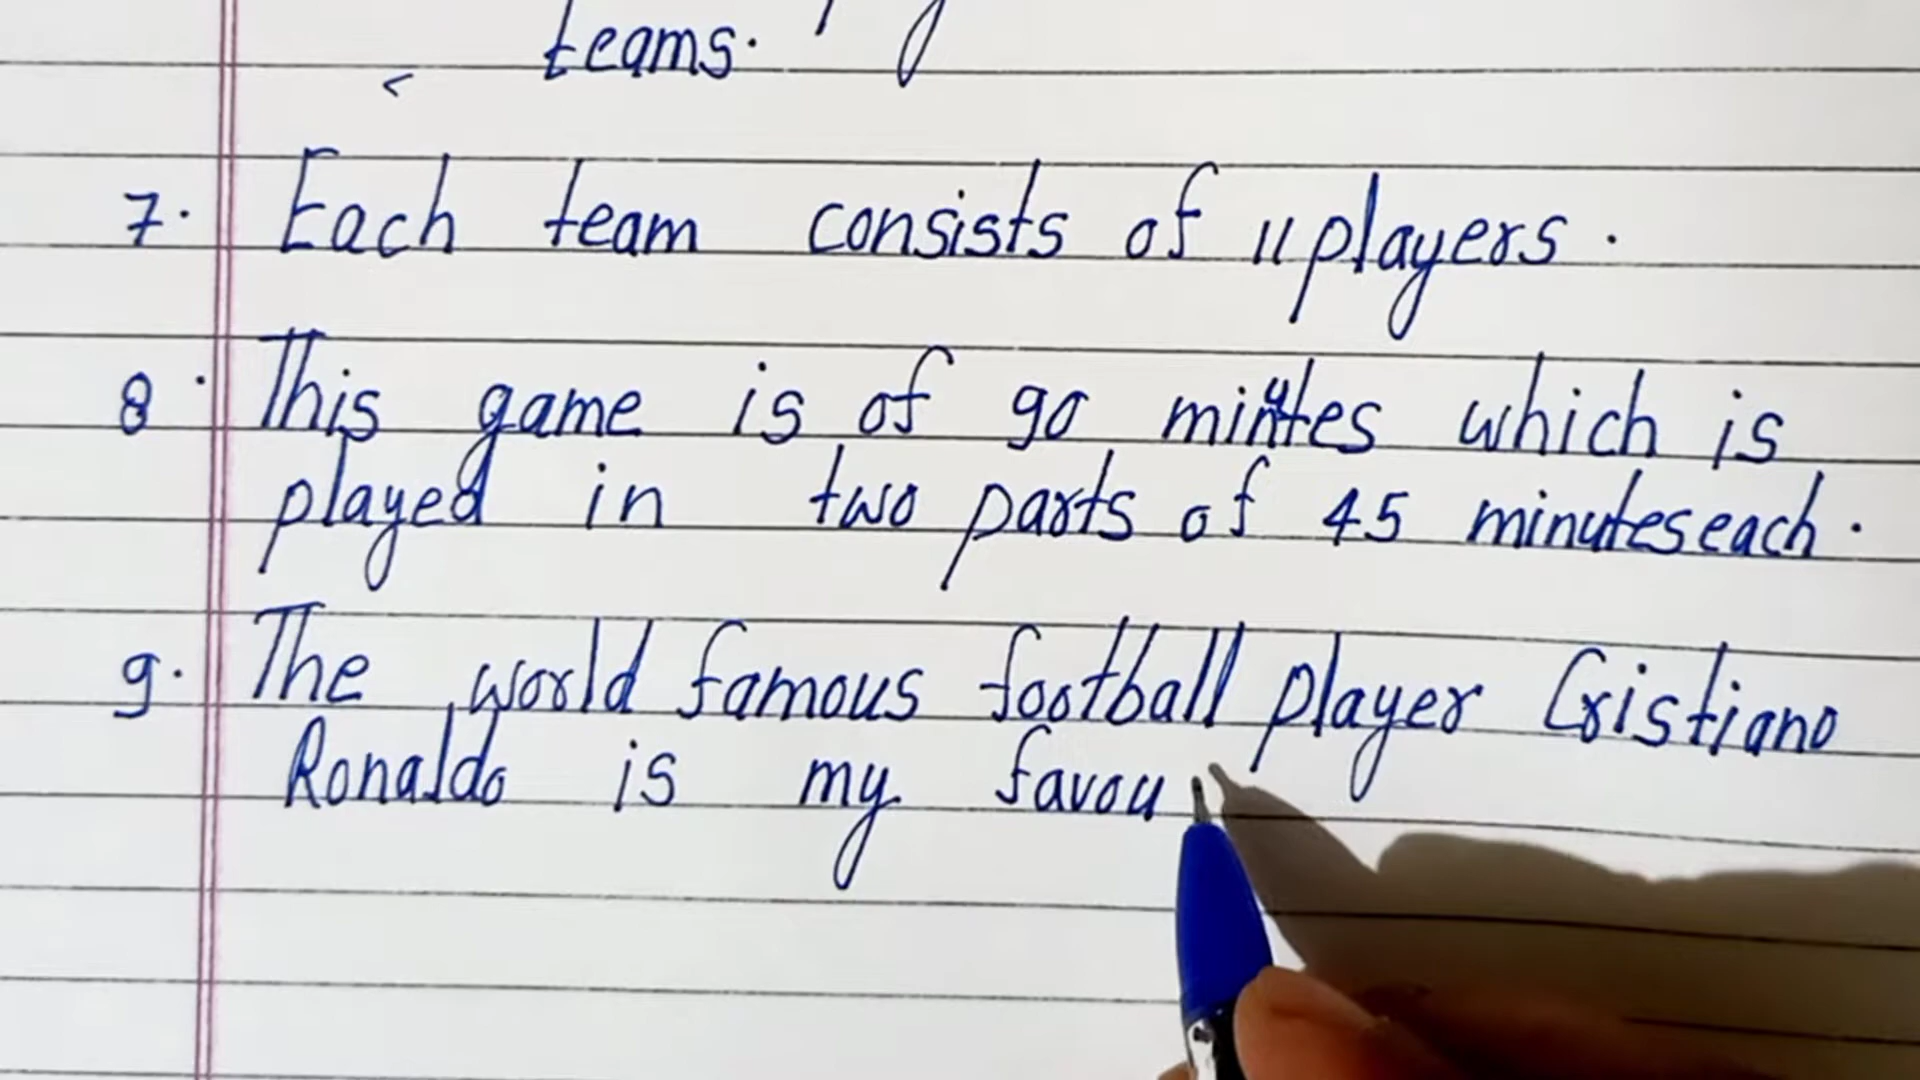 teams.
7. Each team consists of 11 players.
8. This game is of 90 minutes which is
played in two parts of 45 minutes each.
9. The world famous football player Cristiano
Ronaldo is my favou